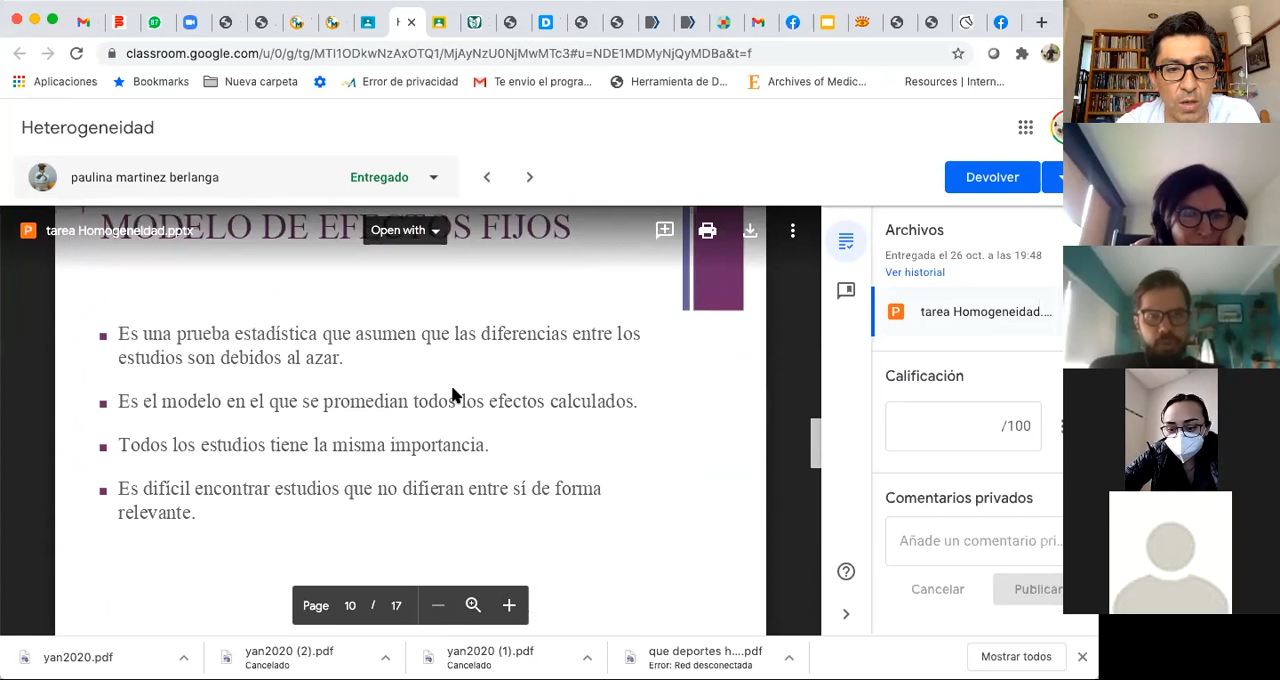 classroom.google.com/u/0/g/tg/MTI1ODkwNzAxOTQ1/MjAyNzU0NjMwMTc3#u=NDE1MDMyNjQyMDBa&t=f
Aplicaciones
Bookmarks
Nueva carpeta
Error de privacidad
Te envio el progra...
Herramienta de D...
Archives of Medic...
Resources | Intern...
Heterogeneidad
paulina martinez berlanga
Entregado
Devolver
MODELO DE EFECTOS FIJOS
tarea Homogeneidad.pptx
Open with
Es una prueba estadística que asumen que las diferencias entre los
estudios son debidos al azar.
Es el modelo en el que se promedian todos los efectos calculados.
Todos los estudios tiene la misma importancia.
Es difícil encontrar estudios que no difieran entre sí de forma
relevante.
Page 10 / 17
Archivos
Entregada el 26 oct. a las 19:48
Ver historial
tarea Homogeneidad....
Calificación
/100
Comentarios privados
Añade un comentario pri...
Cancelar
Publicar
yan2020.pdf
yan2020 (2).pdf
Cancelado
yan2020 (1).pdf
Cancelado
que deportes h....pdf
Error: Red desconectada
Mostrar todos